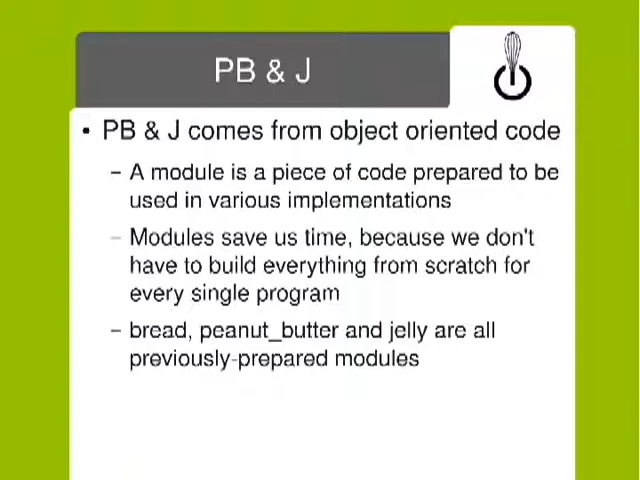 PB & J
• PB & J comes from object oriented code
– A module is a piece of code prepared to be
used in various implementations
– Modules save us time, because we don't
have to build everything from scratch for
every single program
– bread, peanut_butter and jelly are all
previously-prepared modules